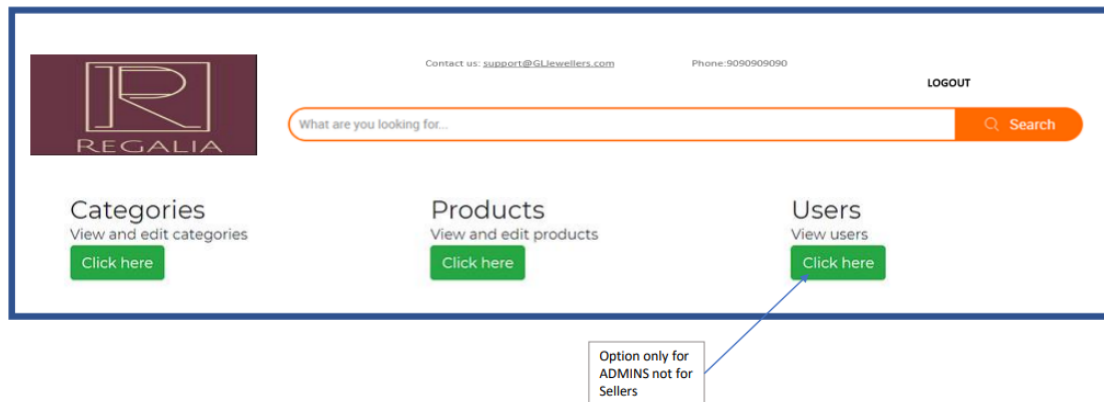 Contact us: support@GLJewellers.com Phone:9090909090
LOGOUT
REGALIA
What are you looking for...
Search
Categories Products Users
View and edit categories View and edit products View users
Click here Click here Click here
Option only for
ADMINS not for
Sellers